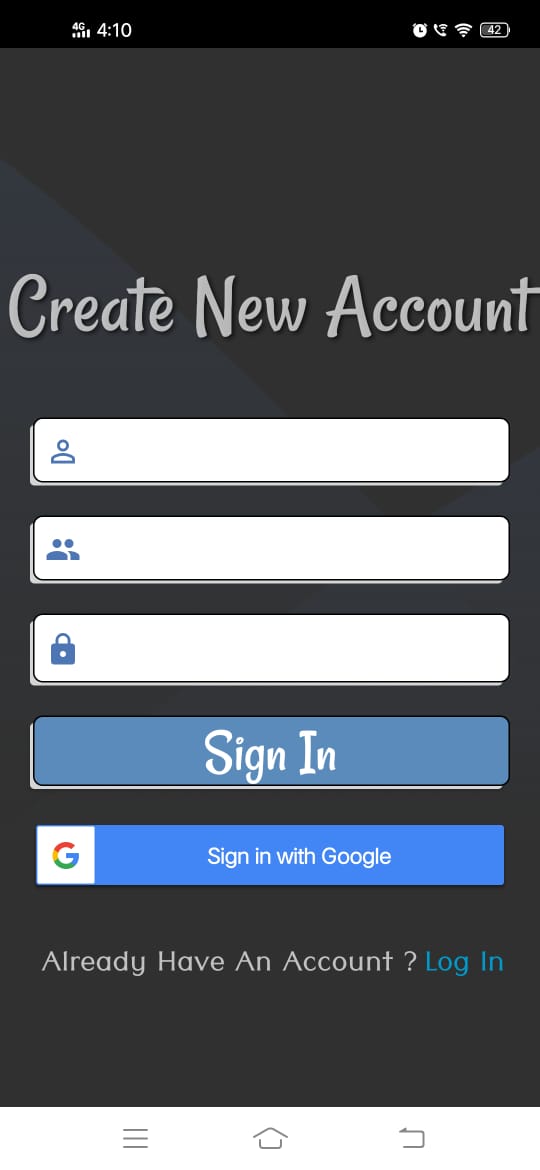 4G 4:10 42
Create New Account
Sign In
Sign in with Google
Already Have An Account ? Log In